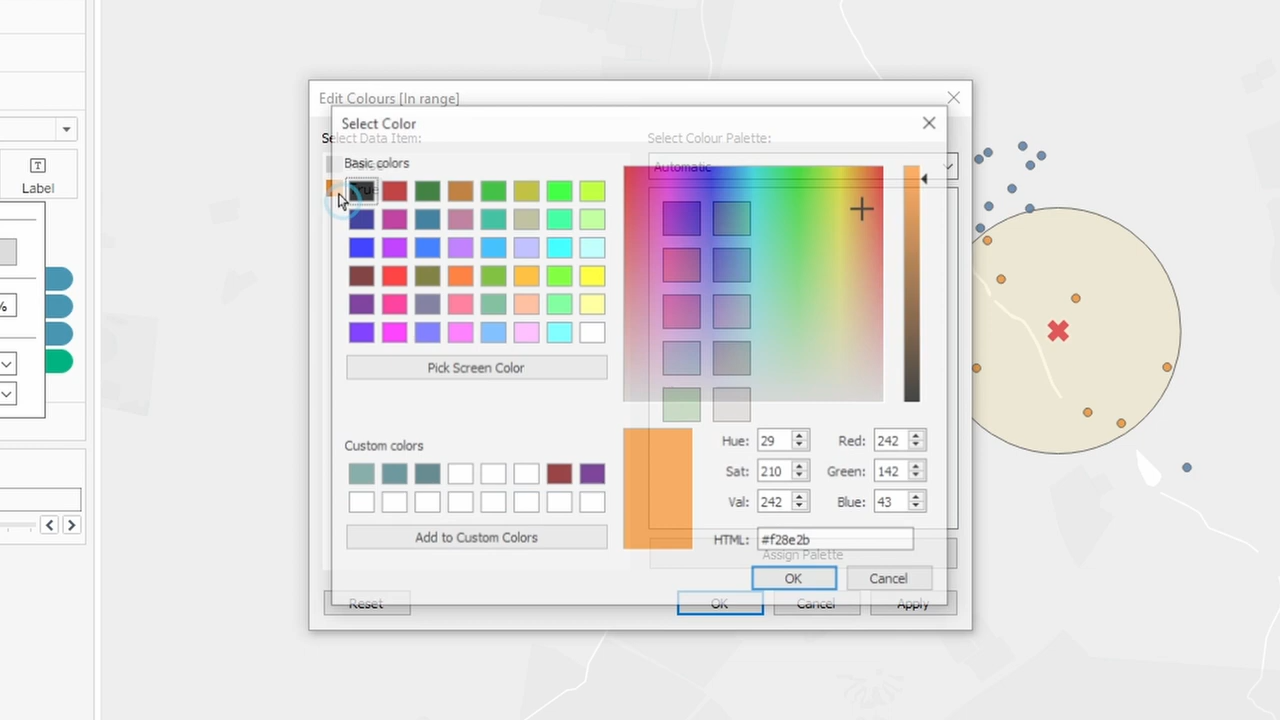 Edit Colours [In range]
Select Color
Select Data Item:
Select Colour Palette:
Label
Basic colors
Automatic
True
%
Pick Screen Color
Custom colors
Hue: 29 Red: 242
Sat: 210 Green: 142
Val: 242 Blue: 43
Add to Custom Colors
HTML: #f28e2b
Assign Palette
OK Cancel
Reset OK Cancel Apply